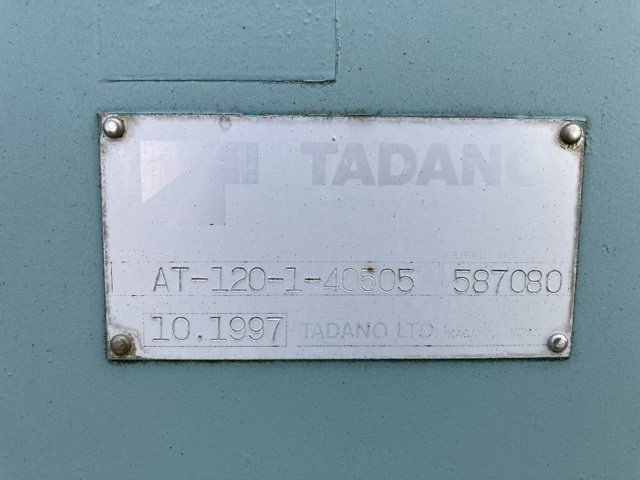 TADANO
AT-120-1-40505 587080
10.1997 TADANO LTD.